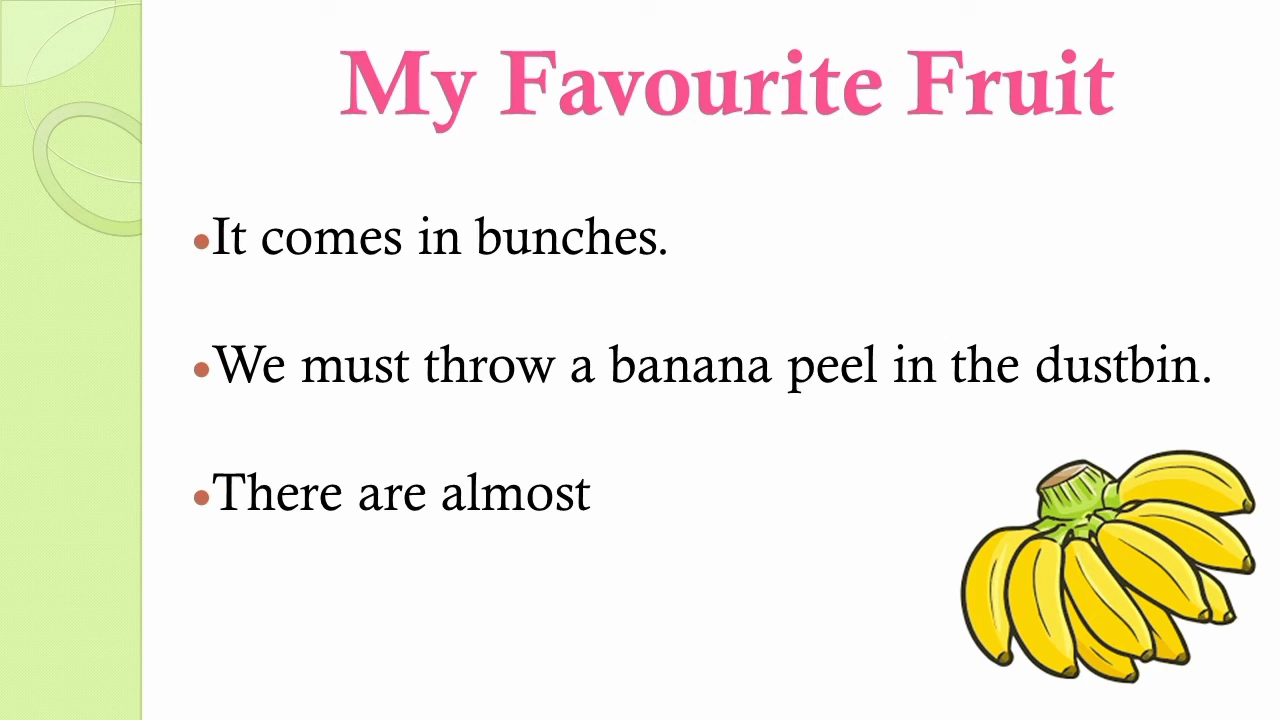 My Favourite Fruit
•It comes in bunches.
•We must throw a banana peel in the dustbin.
•There are almost